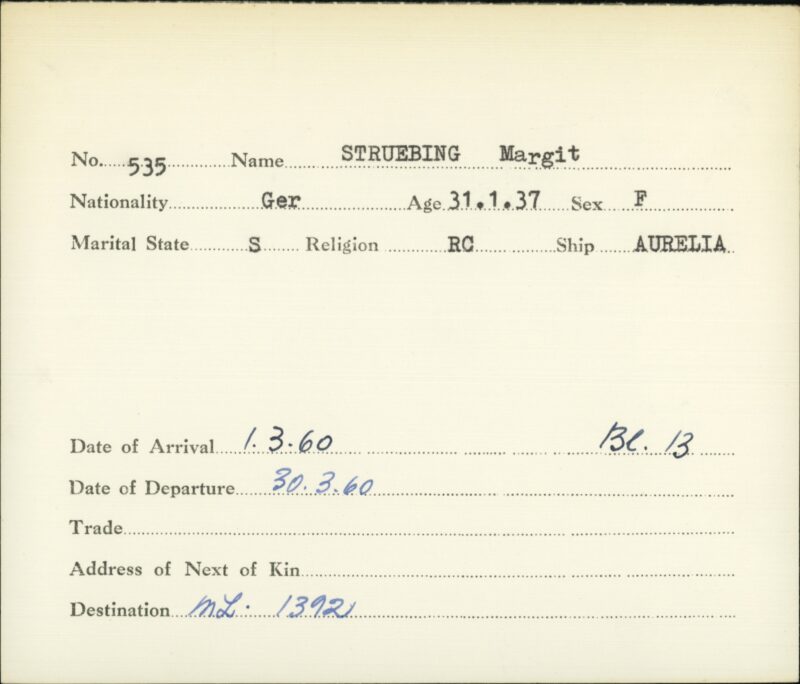 No. 535 Name STRUEBING Margit
Nationality Ger Age 31.1.37 Sex F
Marital State S Religion RC Ship AURELIA
Date of Arrival 1.3.60 Bl. 13
Date of Departure 30.3.60
Trade
Address of Next of Kin
Destination ML. 1392